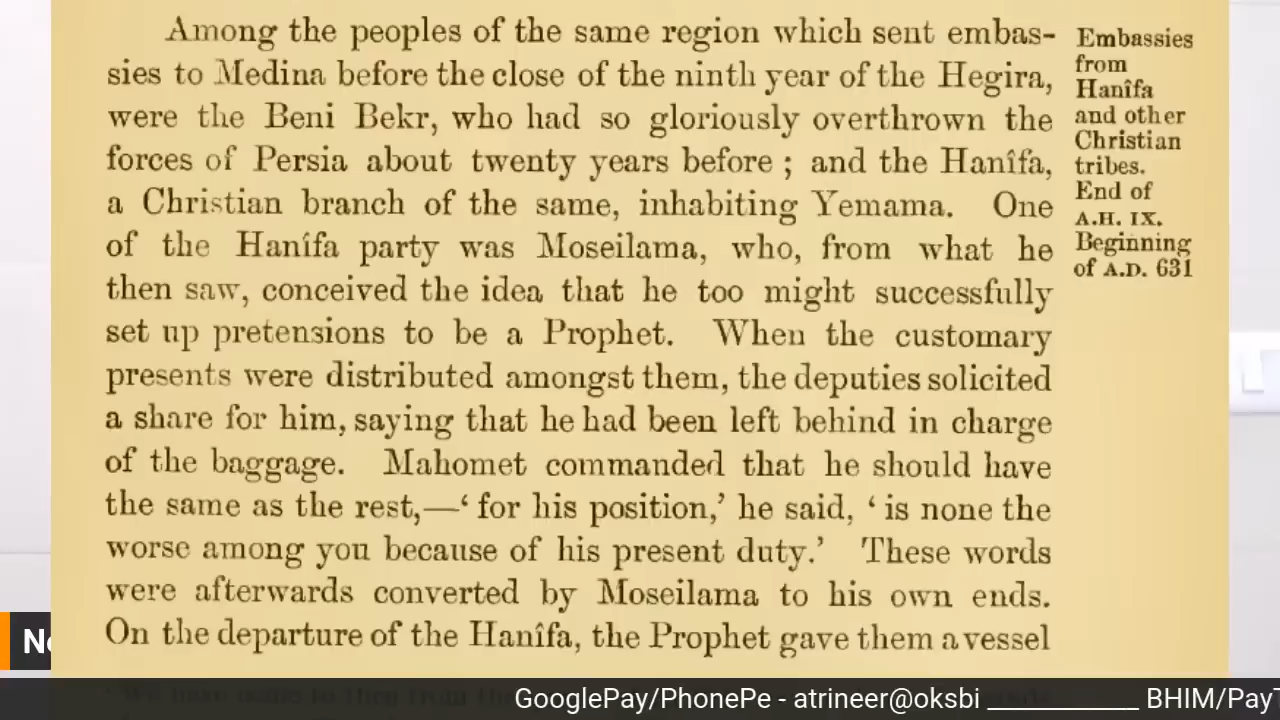 Among the peoples of the same region which sent embas-
sies to Medina before the close of the ninth year of the Hegira,
were the Beni Bekr, who had so gloriously overthrown the
forces of Persia about twenty years before ; and the Hanîfa,
a Christian branch of the same, inhabiting Yemama. One
of the Hanîfa party was Moseilama, who, from what he
then saw, conceived the idea that he too might successfully
set up pretensions to be a Prophet. When the customary
presents were distributed amongst them, the deputies solicited
a share for him, saying that he had been left behind in charge
of the baggage. Mahomet commanded that he should have
the same as the rest,—‘ for his position,’ he said, ‘ is none the
worse among you because of his present duty.’ These words
were afterwards converted by Moseilama to his own ends.
On the departure of the Hanîfa, the Prophet gave them a vessel
Embassies
from
Hanîfa
and other
Christian
tribes.
End of
A.H. IX.
Beginning
of A.D. 631
GooglePay/PhonePe - atrineer@oksbi ___________ BHIM/Pay